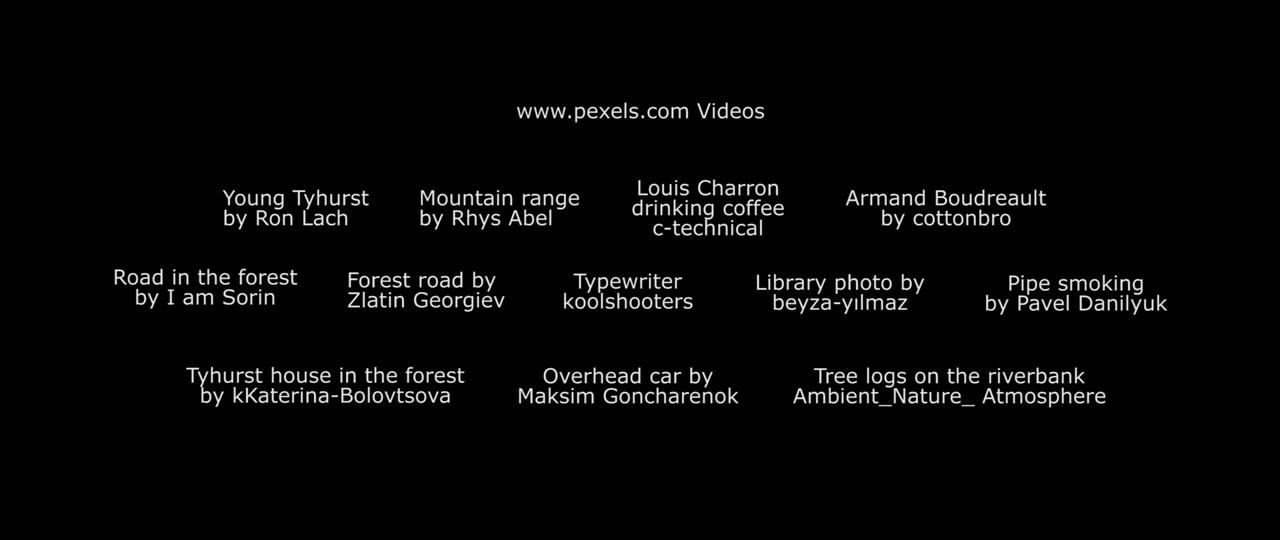 www.pexels.com Videos
Young Tyhurst
by Ron Lach
Mountain range
by Rhys Abel
Louis Charron
drinking coffee
c-technical
Armand Boudreault
by cottonbro
Road in the forest
by I am Sorin
Forest road by
Zlatin Georgiev
Typewriter
koolshooters
Library photo by
beyza-yılmaz
Pipe smoking
by Pavel Danilyuk
Tyhurst house in the forest
by kKaterina-Bolovtsova
Overhead car by
Maksim Goncharenok
Tree logs on the riverbank
Ambient_Nature_ Atmosphere